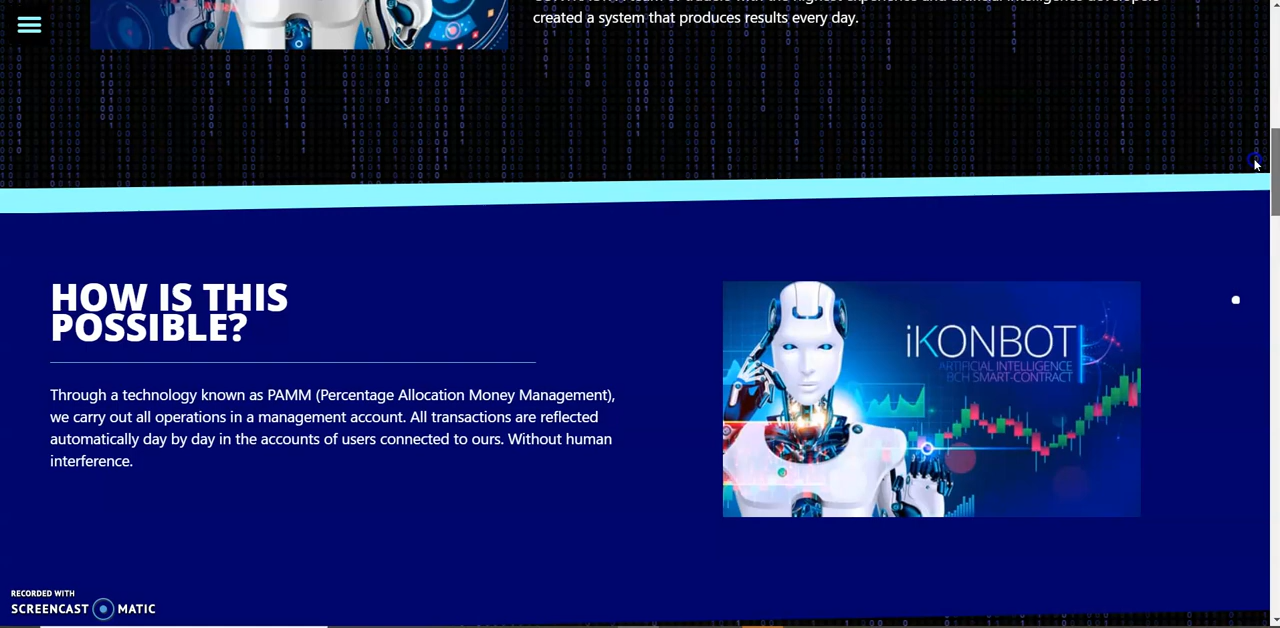 created a system that produces results every day.
HOW IS THIS
POSSIBLE?
iKONBOT
ARTIFICIAL INTELLIGENCE
BCH SMART-CONTRACT
Through a technology known as PAMM (Percentage Allocation Money Management),
we carry out all operations in a management account. All transactions are reflected
automatically day by day in the accounts of users connected to ours. Without human
interference.
RECORDED WITH
SCREENCAST MATIC